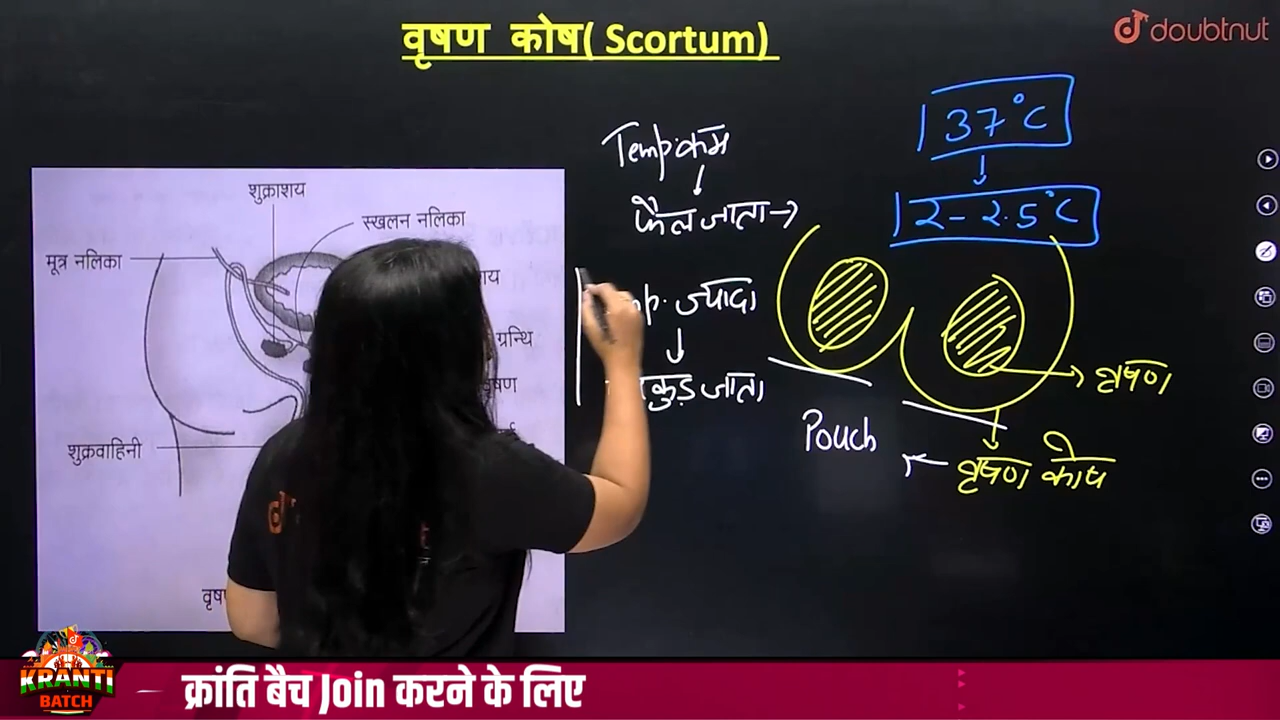 वृषण कोष( Scortum)
doubtnut
37°C
2-2.5°C
Temp. कम
फैल जाता →
ज्यादा
जाता
Pouch
वृषण
वृषण कोष
शुक्राशय
स्खलन नलिका
मूत्र नलिका
ग्रन्थि
शुक्रवाहिनी
KRANTI
BATCH
क्रांति बैच Join करने के लिए